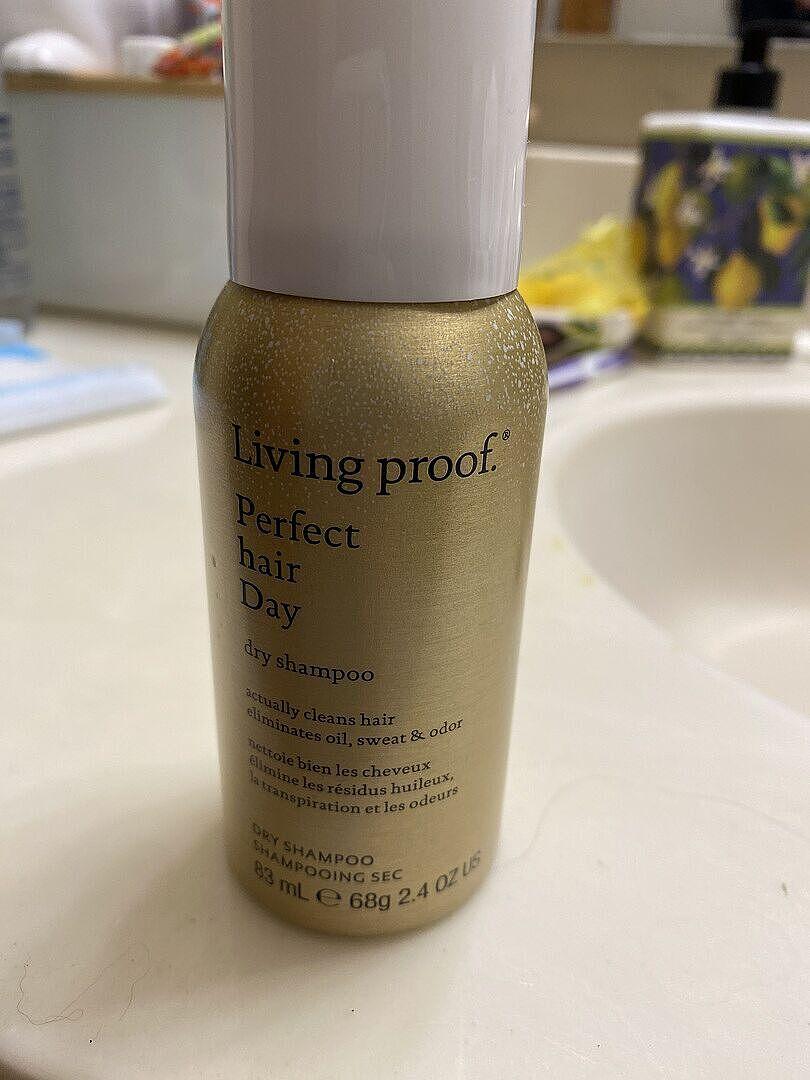 Living proof.®
Perfect
hair
Day
dry shampoo
actually cleans hair
eliminates oil, sweat & odor
nettoie bien les cheveux
élimine les résidus huileux,
la transpiration et les odeurs
DRY SHAMPOO
SHAMPOOING SEC
83 mL ℮ 68g 2.4 OZ US